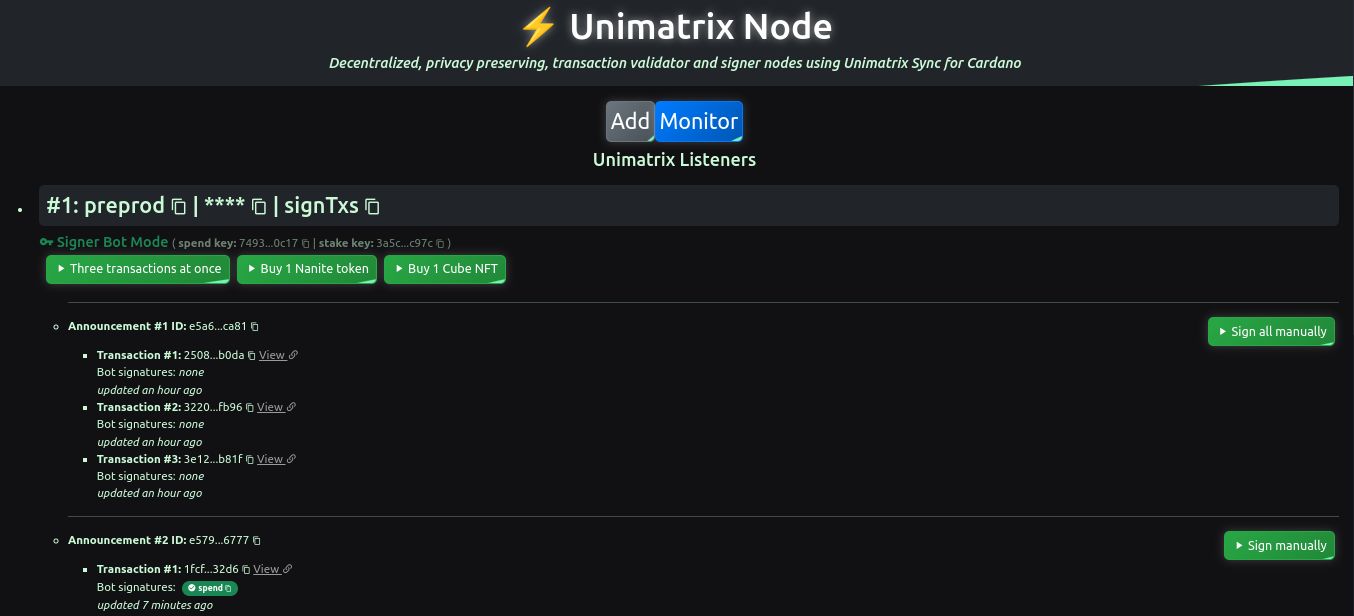 ⚡ Unimatrix Node
Decentralized, privacy preserving, transaction validator and signer nodes using Unimatrix Sync for Cardano
Add Monitor
Unimatrix Listeners
#1: preprod | **** | signTxs
Signer Bot Mode ( spend key: 7493...0c17 | stake key: 3a5c...c97c )
Three transactions at once Buy 1 Nanite token Buy 1 Cube NFT
Announcement #1 ID: e5a6...ca81
Sign all manually
Transaction #1: 2508...b0da View
Bot signatures: none
updated an hour ago
Transaction #2: 3220...fb96 View
Bot signatures: none
updated an hour ago
Transaction #3: 3e12...b81f View
Bot signatures: none
updated an hour ago
Announcement #2 ID: e579...6777
Sign manually
Transaction #1: 1fcf...32d6 View
Bot signatures: spend
updated 7 minutes ago